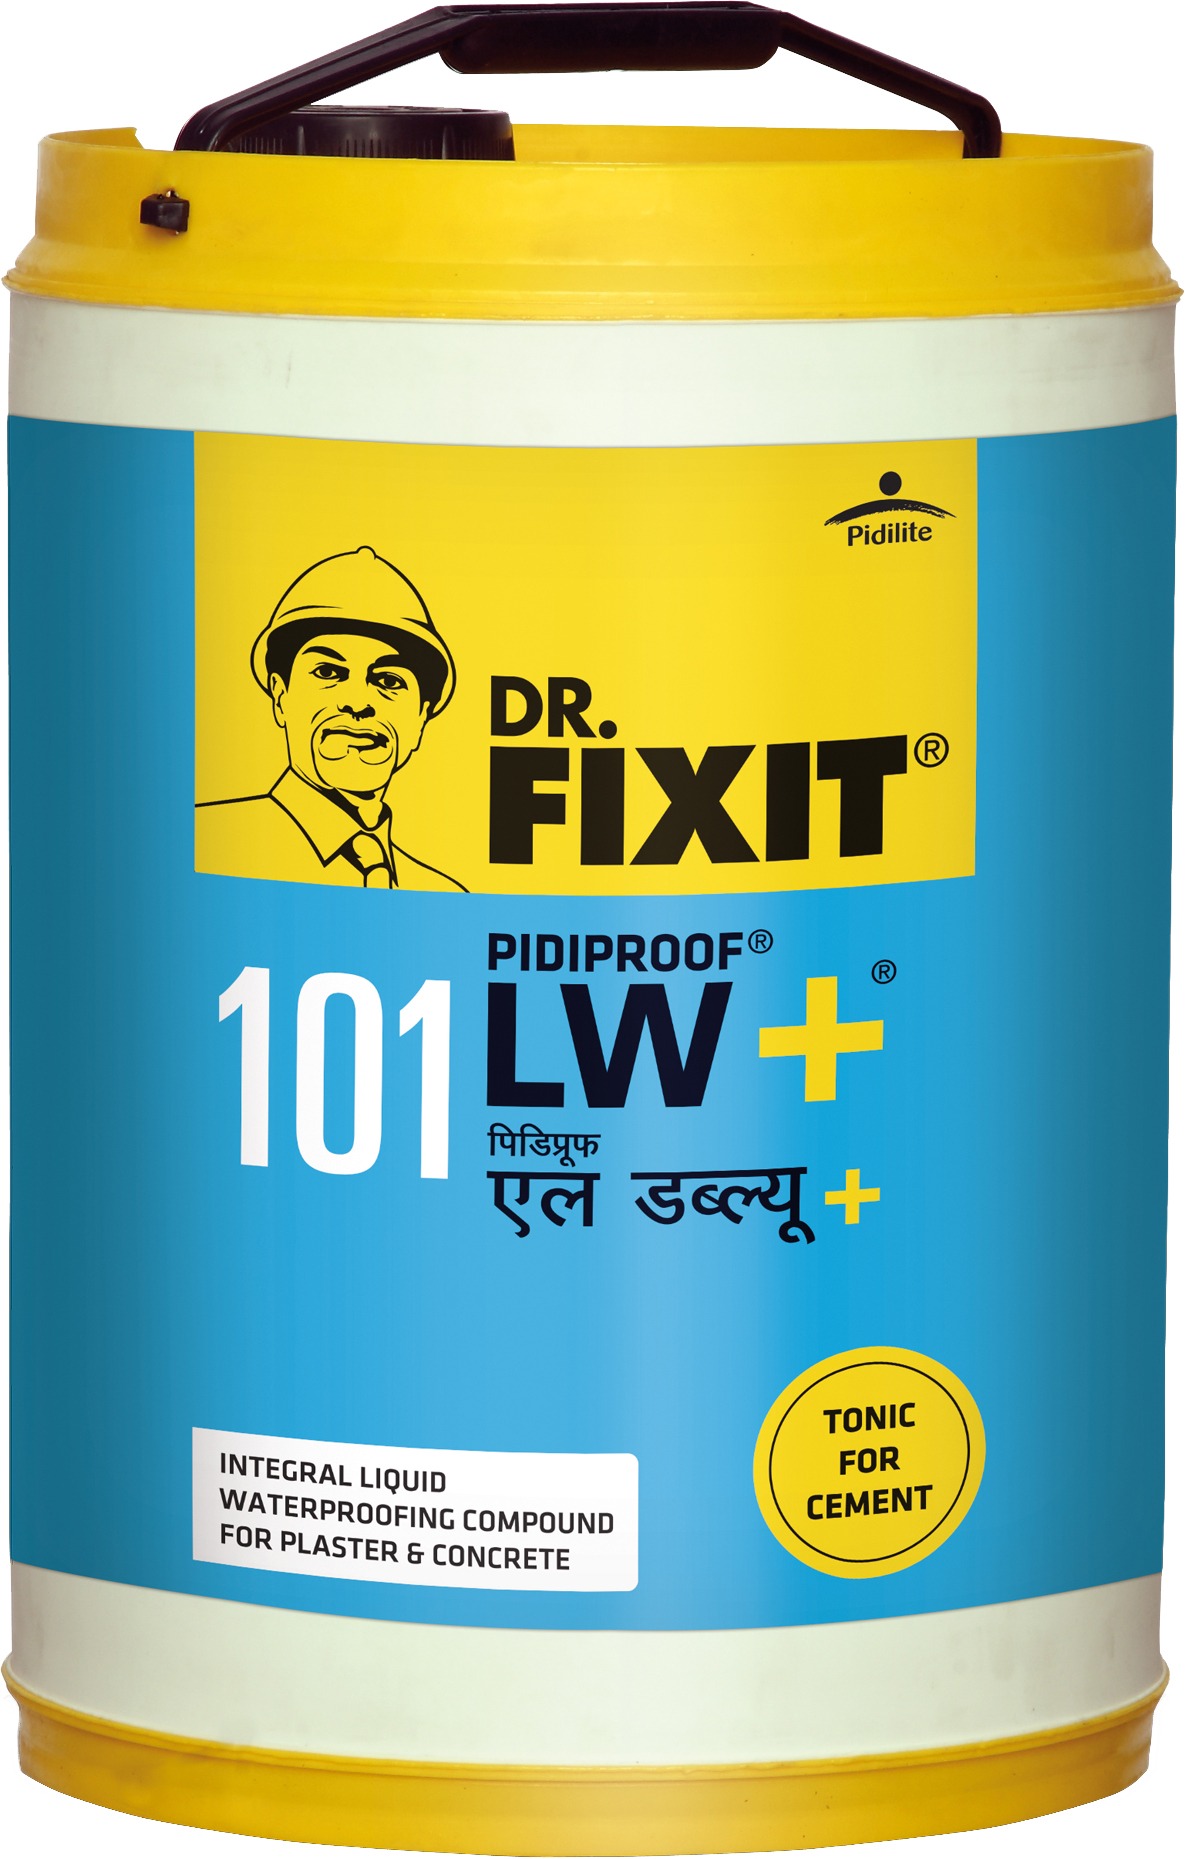 Pidilite
DR.
FIXIT®
101
PIDIPROOF®
LW+®
पिडिप्रूफ
एल डब्ल्यू+
INTEGRAL LIQUID
WATERPROOFING COMPOUND
FOR PLASTER & CONCRETE
TONIC
FOR
CEMENT